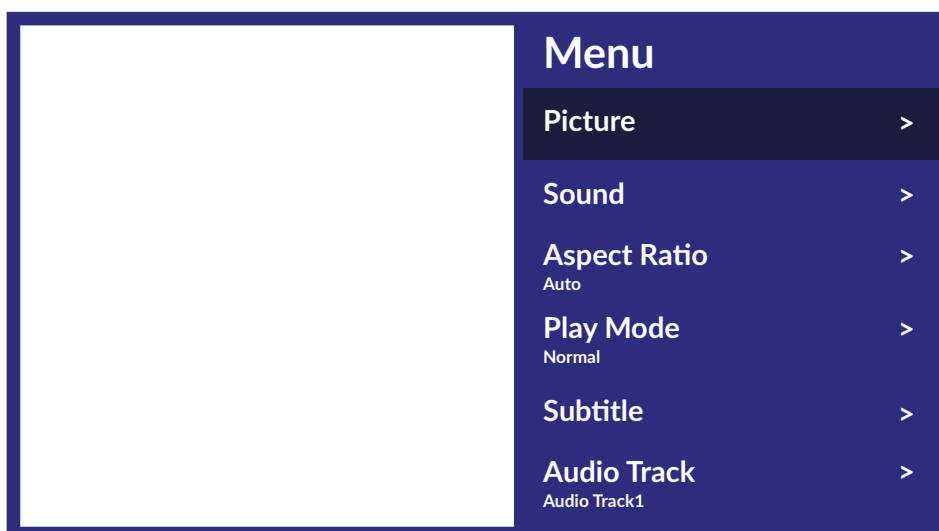 Menu
Picture >
Sound >
Aspect Ratio >
Auto
Play Mode >
Normal
Subtitle >
Audio Track >
Audio Track1